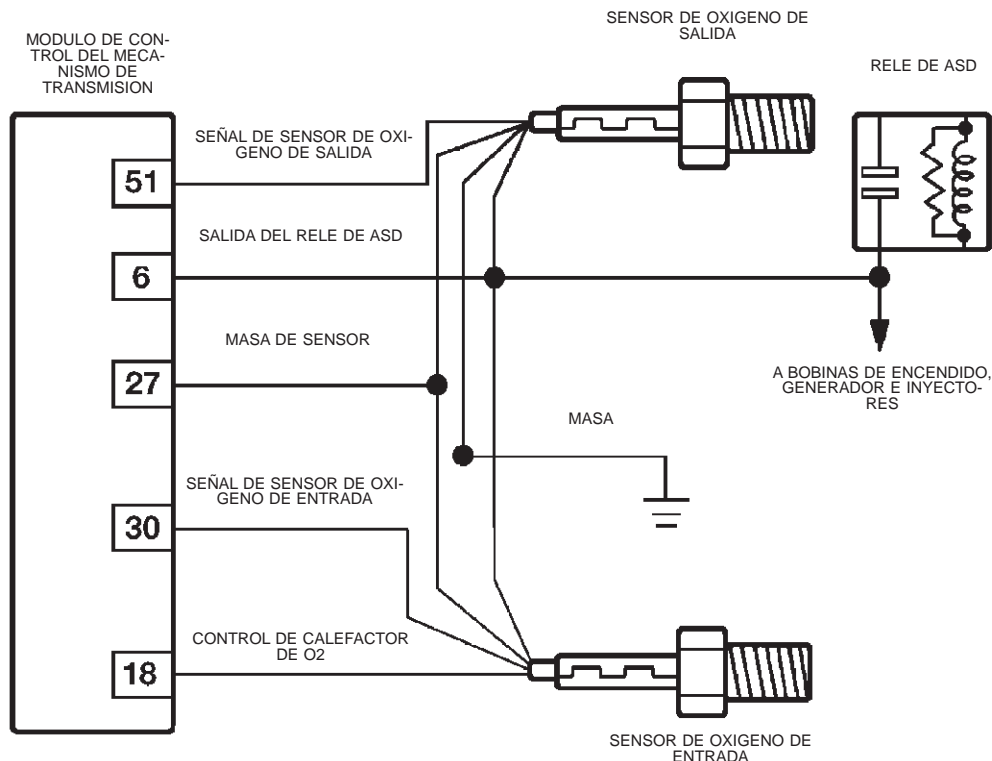 SENSOR DE OXIGENO DE
SALIDA
MODULO DE CON-
TROL DEL MECA-
NISMO DE
TRANSMISION
RELE DE ASD
SEÑAL DE SENSOR DE OXI-
GENO DE SALIDA
51
SALIDA DEL RELE DE ASD
6
MASA DE SENSOR
27
A BOBINAS DE ENCENDIDO,
GENERADOR E INYECTO-
RES
MASA
SEÑAL DE SENSOR DE OXI-
GENO DE ENTRADA
30
CONTROL DE CALEFACTOR
DE O2
18
SENSOR DE OXIGENO DE
ENTRADA